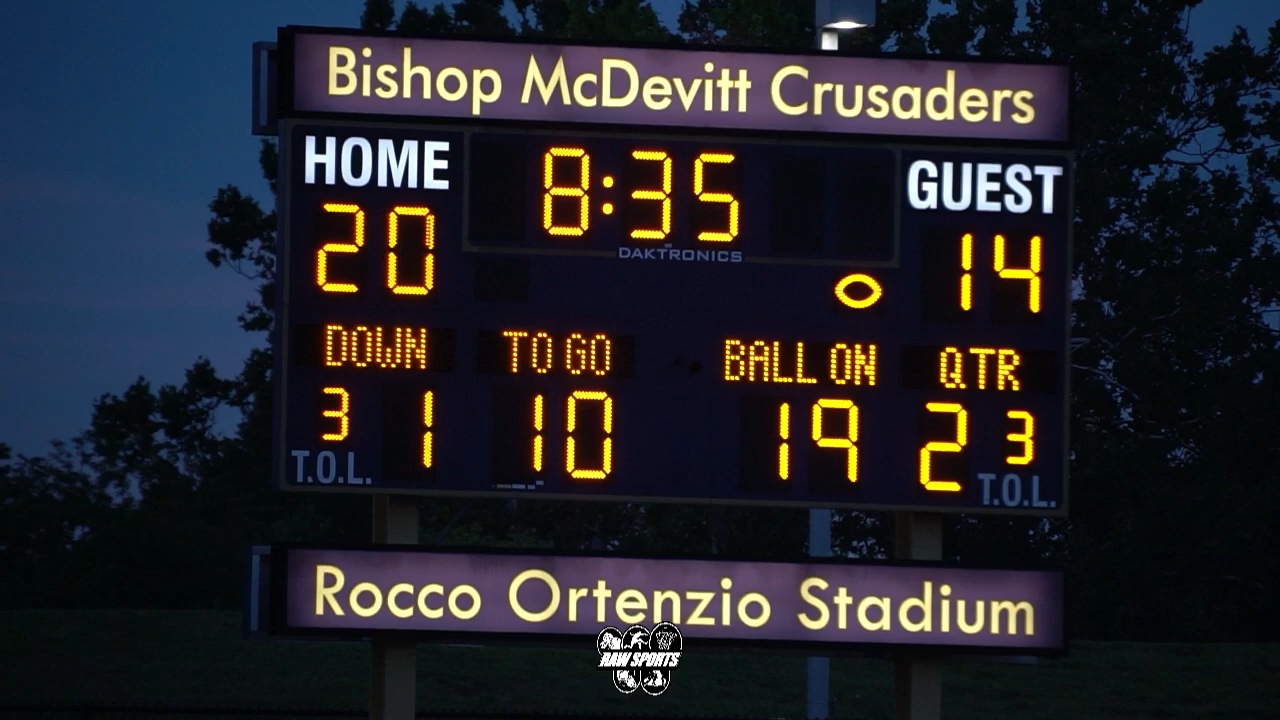 Bishop McDevitt Crusaders
HOME 8:35 GUEST
20 DAKTRONICS 14
DOWN TO GO BALL ON QTR
3 1 10 19 2 3
T.O.L. T.O.L.
Rocco Ortenzio Stadium
RAW SPORTS